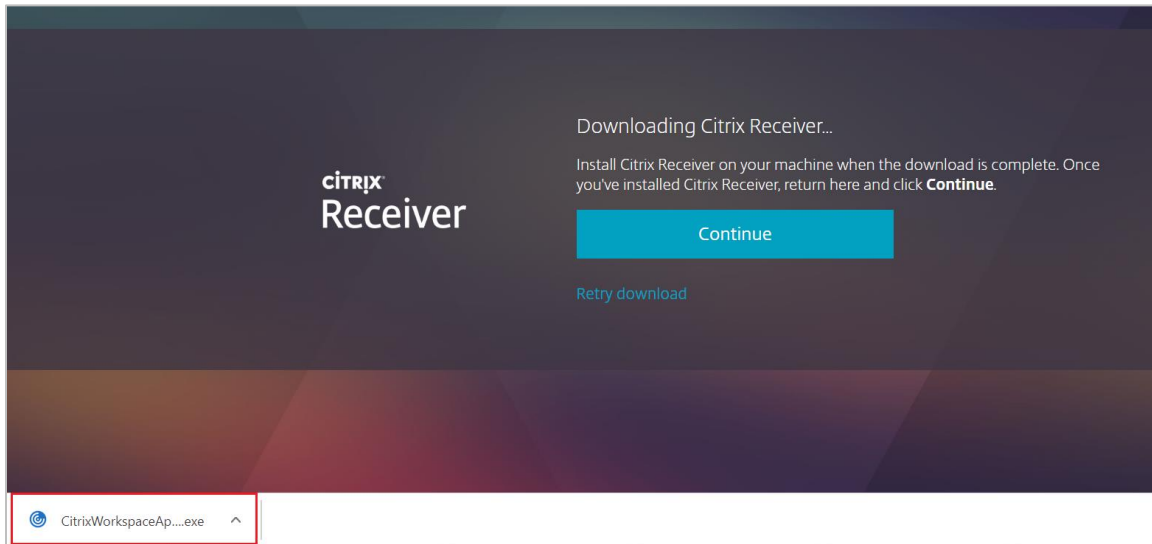 Downloading Citrix Receiver...
Install Citrix Receiver on your machine when the download is complete. Once
you've installed Citrix Receiver, return here and click Continue.
citrix
Receiver
Continue
Retry download
CitrixWorkspaceAp....exe